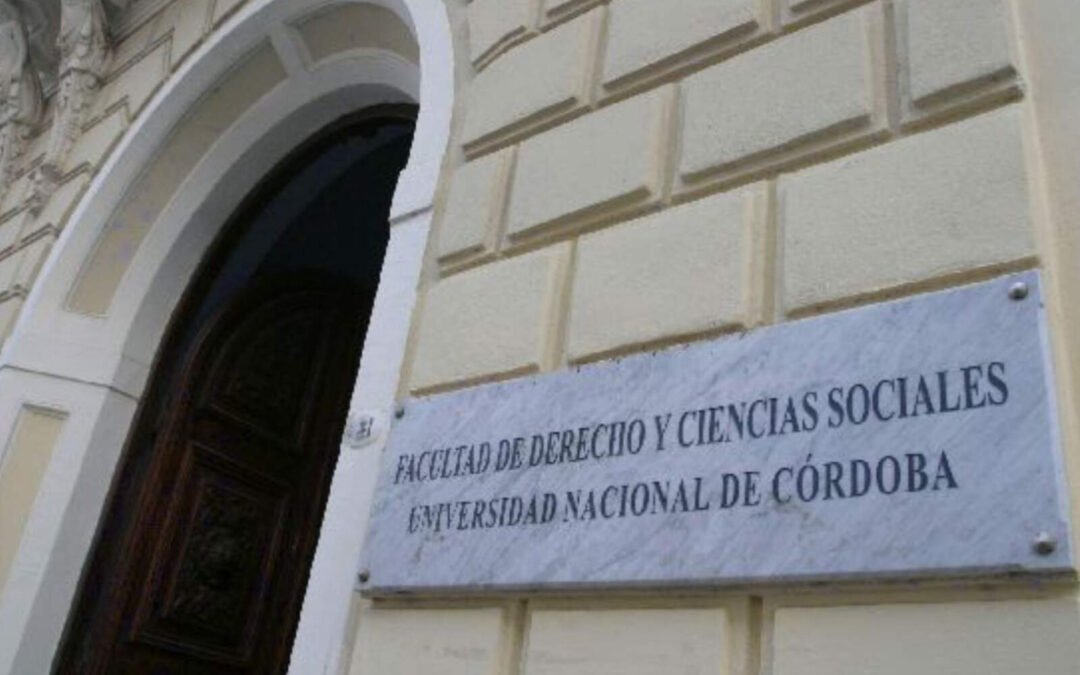 FACULTAD DE DERECHO Y CIENCIAS SOCIALES
UNIVERSIDAD NACIONAL DE CÓRDOBA